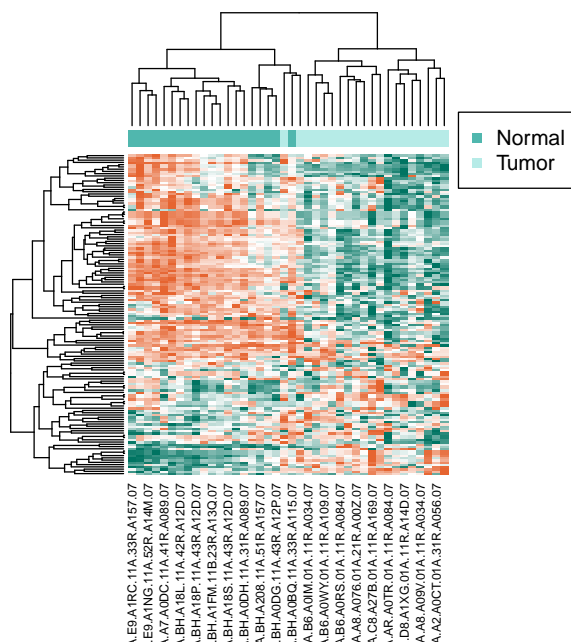 Normal
Tumor
.E9.A1RC.11A.33R.A157.07
.E9.A1NG.11A.52R.A14M.07
A.A7.A0DC.11A.41R.A089.07
.BH.A18L.11A.42R.A12D.07
.BH.A18P.11A.43R.A12D.07
.BH.A1FM.11B.23R.A13Q.07
.BH.A18S.11A.43R.A12D.07
.BH.A0DH.11A.31R.A089.07
A.BH.A208.11A.51R.A157.07
.BH.A0DG.11A.43R.A12P.07
.BH.A0BQ.11A.33R.A115.07
A.B6.A0IM.01A.11R.A034.07
A.B6.A0WY.01A.11R.A109.07
A.B6.A0RS.01A.11R.A084.07
A.A8.A076.01A.21R.A00Z.07
A.C8.A27B.01A.11R.A169.07
.AR.A0TR.01A.11R.A084.07
.D8.A1XG.01A.11R.A14D.07
A.A8.A09V.01A.11R.A034.07
A.A2.A0CT.01A.31R.A056.07